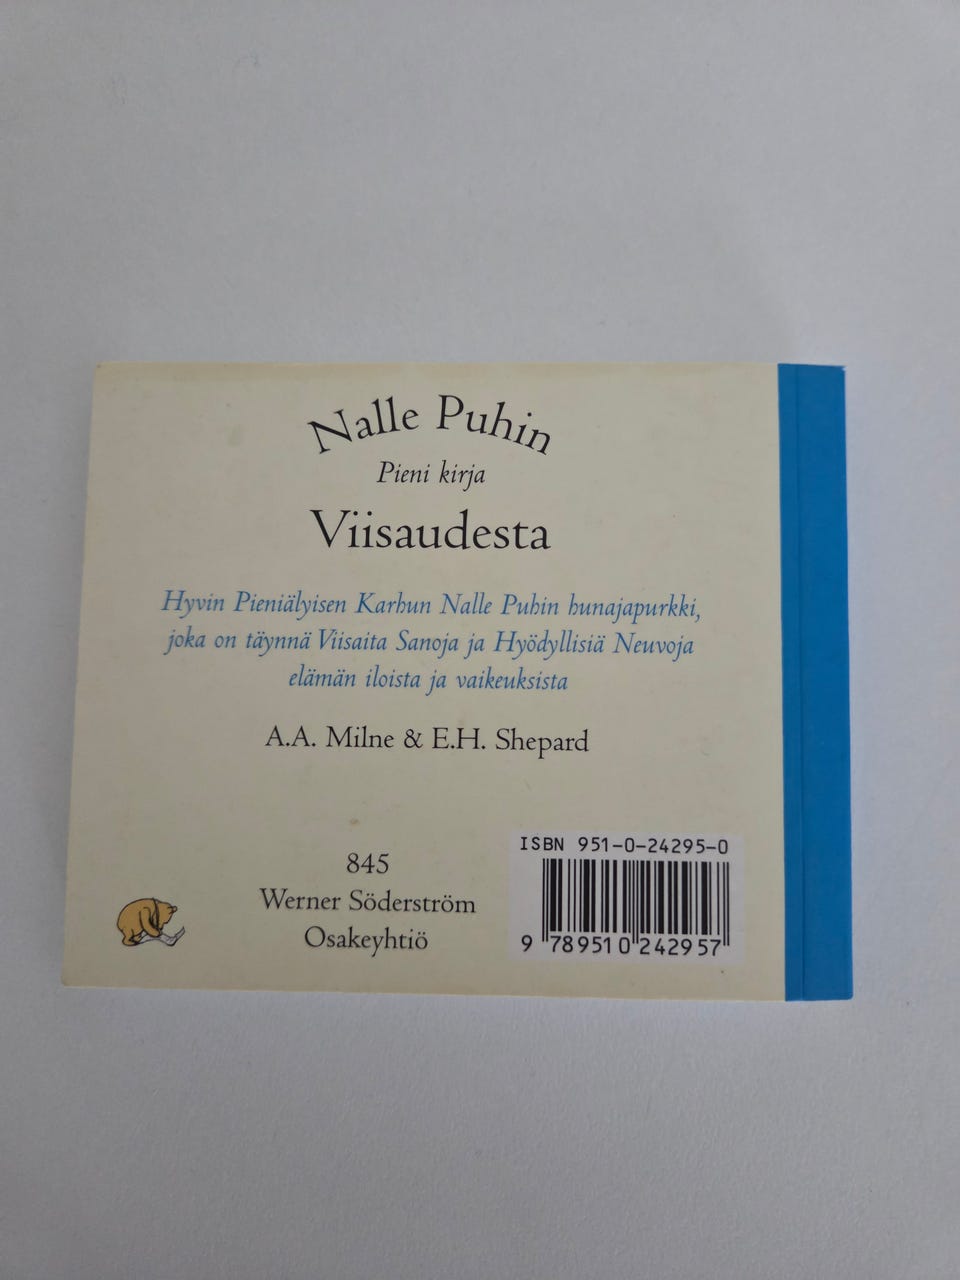 Nalle Puhin
Pieni kirja
Viisaudesta
Hyvin Pieniälyisen Karhun Nalle Puhin hunajapurkki,
joka on täynnä Viisaita Sanoja ja Hyödyllisiä Neuvoja
elämän iloista ja vaikeuksista
A.A. Milne & E.H. Shepard
845
Werner Söderström
Osakeyhtiö
ISBN 951-0-24295-0
9 789510 242957